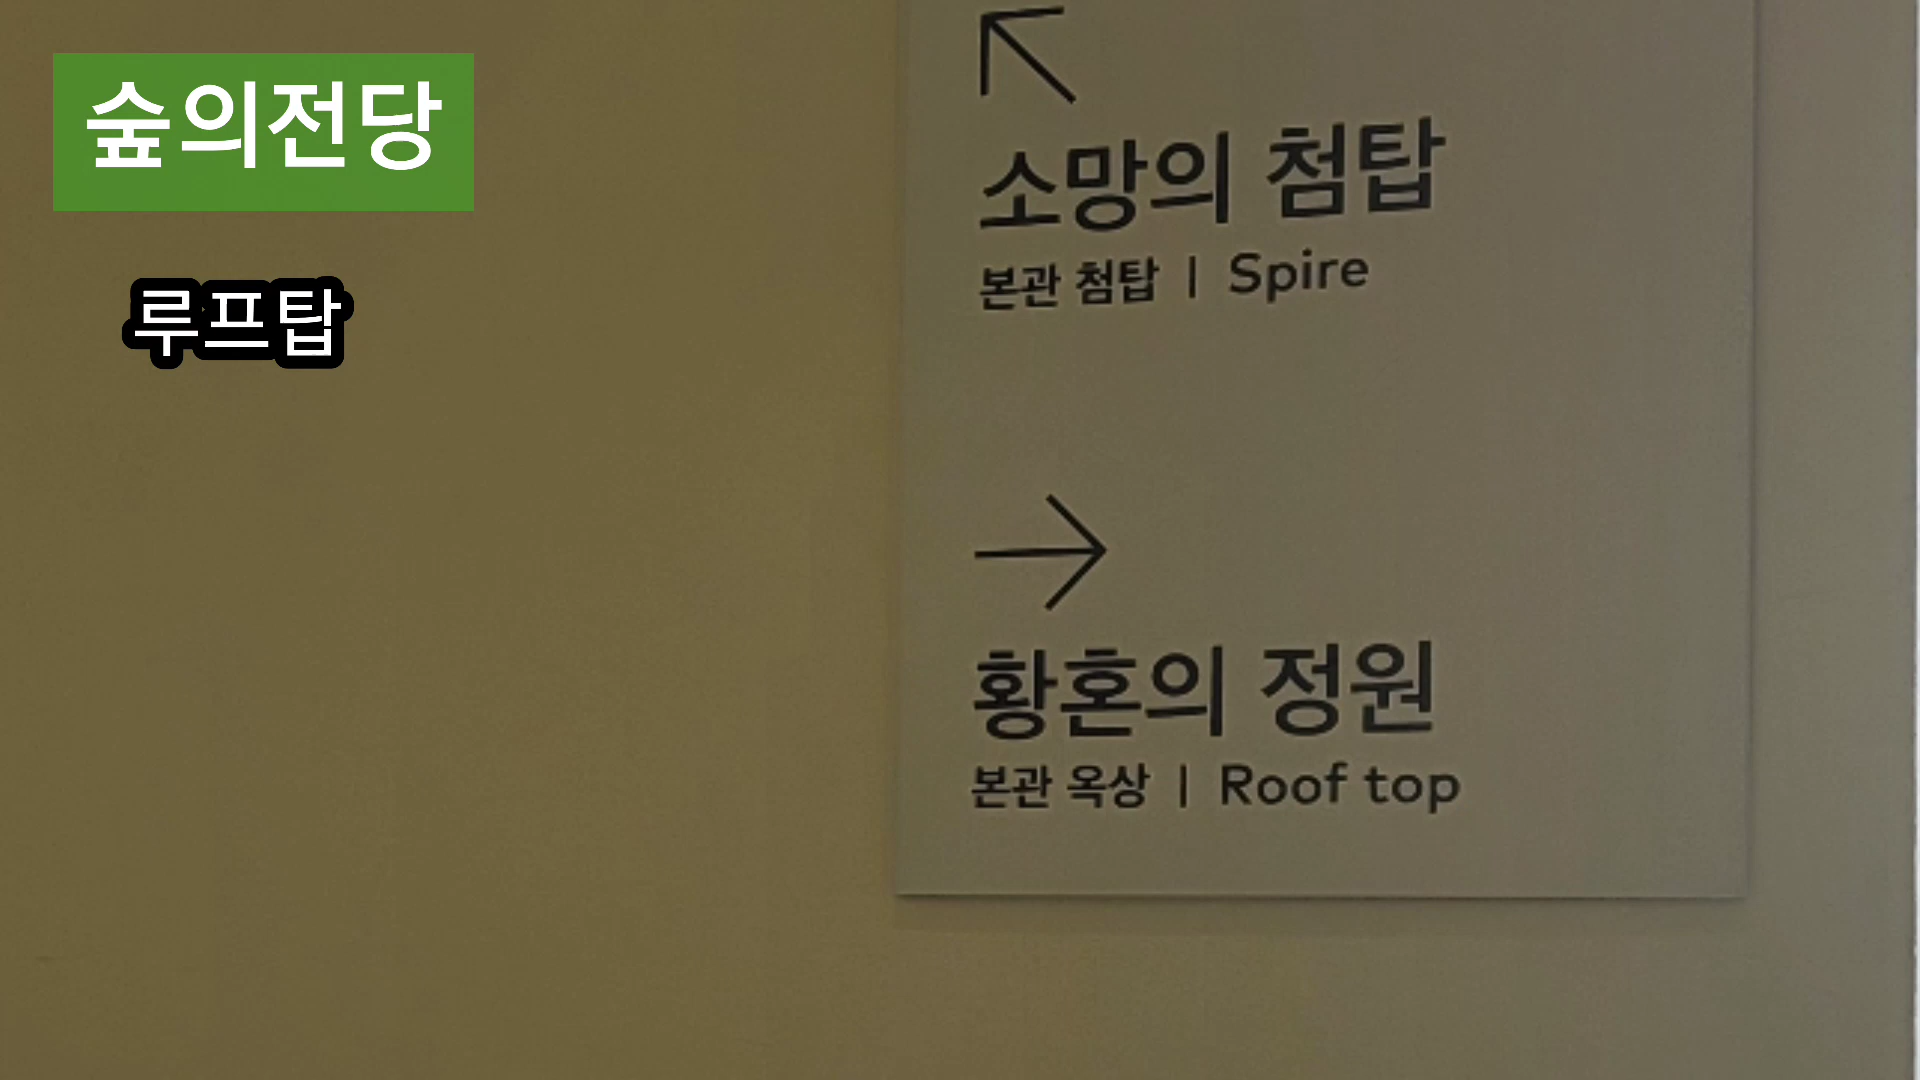 숲의전당
루프탑
소망의 첨탑
본관 첨탑 | Spire
황혼의 정원
본관 옥상 | Roof top